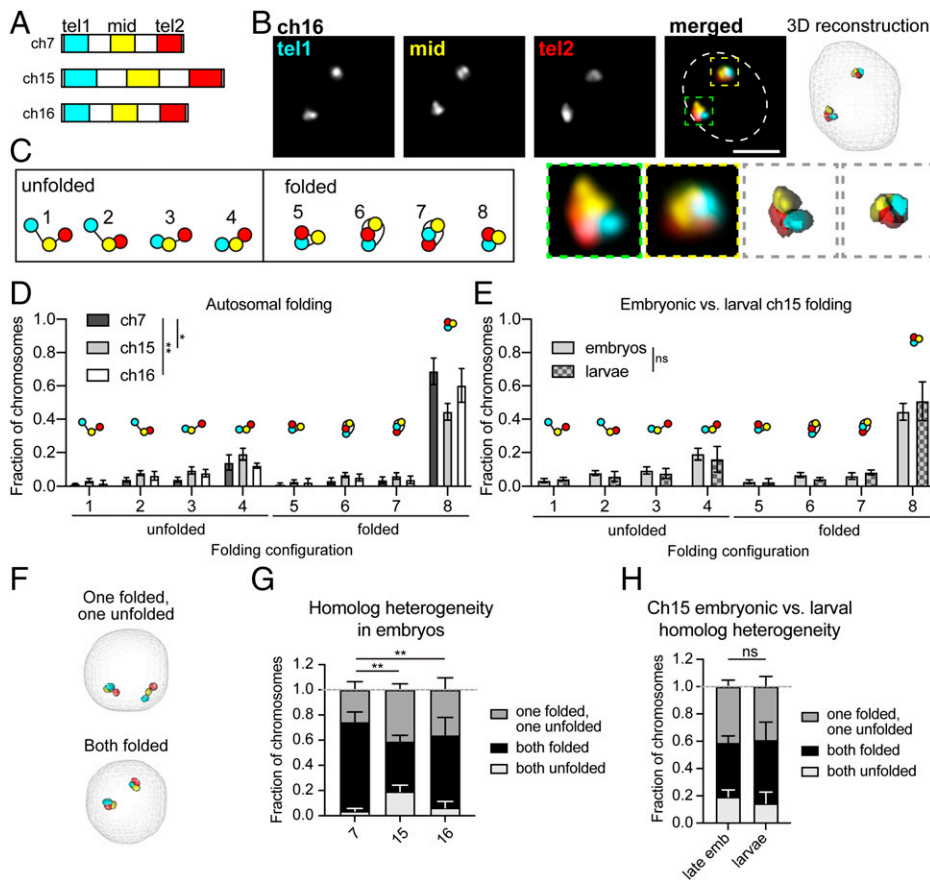 A
tel1 mid tel2
ch7
ch15
ch16
B
ch16
tel1
mid
tel2
merged
3D reconstruction
C
unfolded
1 2 3 4
folded
5 6 7 8
D
Autosomal folding
Fraction of chromosomes
1.0
0.8
0.6
0.4
0.2
0.0
ch7
ch15
ch16
**
*
1 2 3 4 5 6 7 8
unfolded
folded
Folding configuration
E
Embryonic vs. larval ch15 folding
Fraction of chromosomes
1.0
0.8
0.6
0.4
0.2
0.0
embryos
larvae
ns
1 2 3 4 5 6 7 8
unfolded
folded
Folding configuration
F
One folded,
one unfolded
Both folded
G
Homolog heterogeneity
in embryos
Fraction of chromosomes
1.2
1.0
0.8
0.6
0.4
0.2
0.0
**
**
7 15 16
one folded,
one unfolded
both folded
both unfolded
H
Ch15 embryonic vs. larval
homolog heterogeneity
Fraction of chromosomes
1.2
1.0
0.8
0.6
0.4
0.2
0.0
ns
late emb
larvae
one folded,
one unfolded
both folded
both unfolded